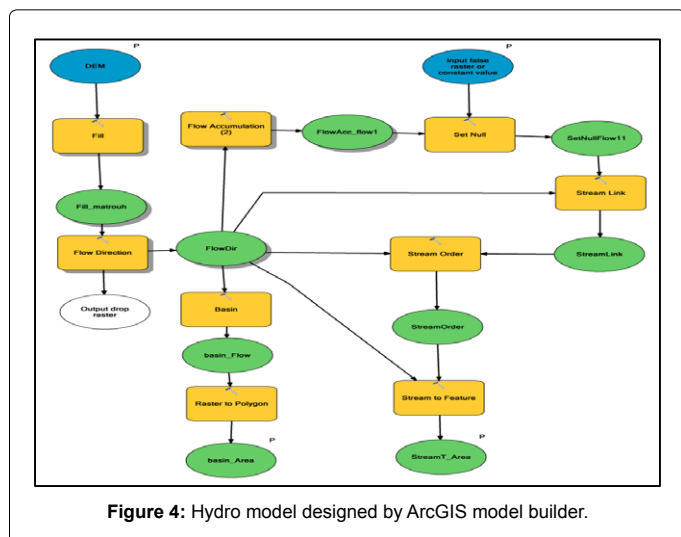 P
DEM
P
Input false
raster or
constant value
Fill
Flow Accumulation
(2)
FlowAcc_flow1
Set Null
SetNullFlow11
Fill_matrouh
Stream Link
Flow Direction
FlowDir
Stream Order
StreamLink
Output drop
raster
Basin
StreamOrder
basin_Flow
Raster to Polygon
Stream to Feature
P
basin_Area
P
StreamT_Area
Figure 4: Hydro model designed by ArcGIS model builder.